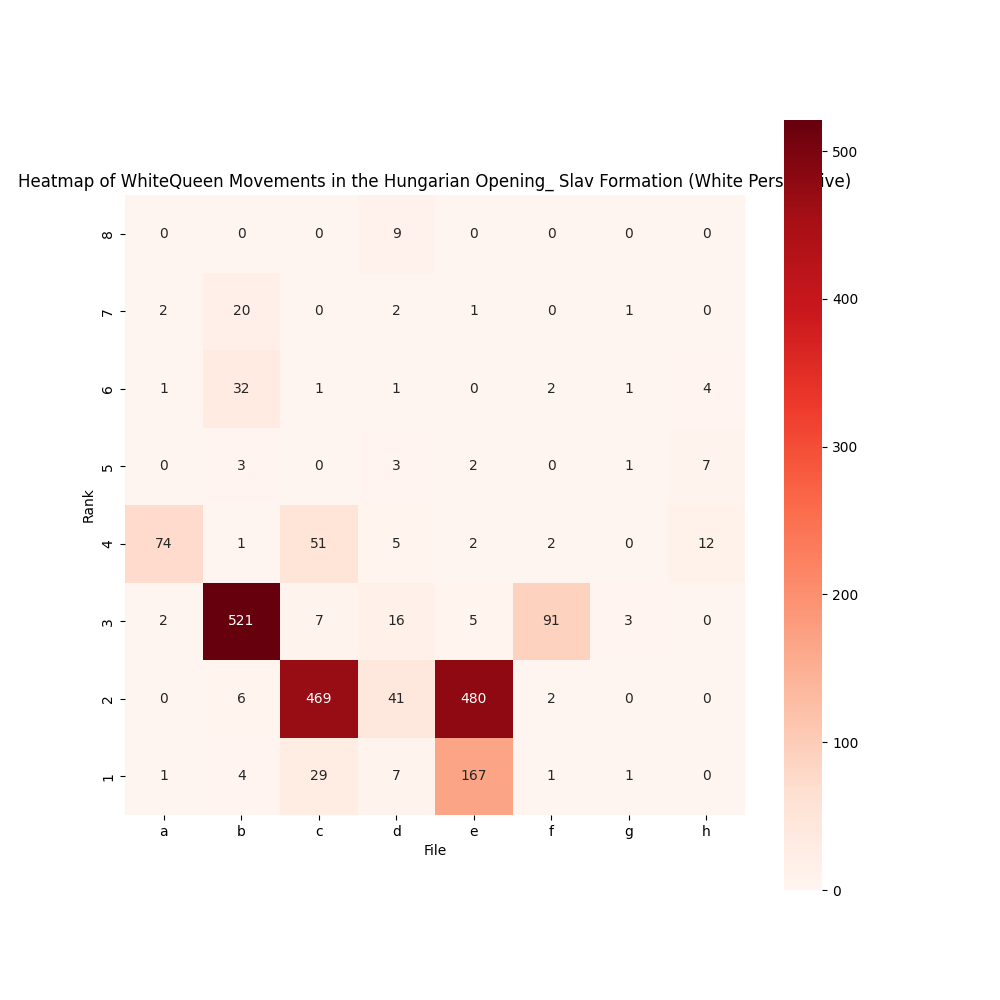 Heatmap of WhiteQueen Movements in the Hungarian Opening_ Slav Formation (White Perspective)
8 0 0 0 9 0 0 0 0
7 2 20 0 2 1 0 1 0
6 1 32 1 1 0 2 1 4
5 0 3 0 3 2 0 1 7
4 74 1 51 5 2 2 0 12
3 2 521 7 16 5 91 3 0
2 0 6 469 41 480 2 0 0
1 1 4 29 7 167 1 1 0
a b c d e f g h
File
Rank
500
400
300
200
100
0